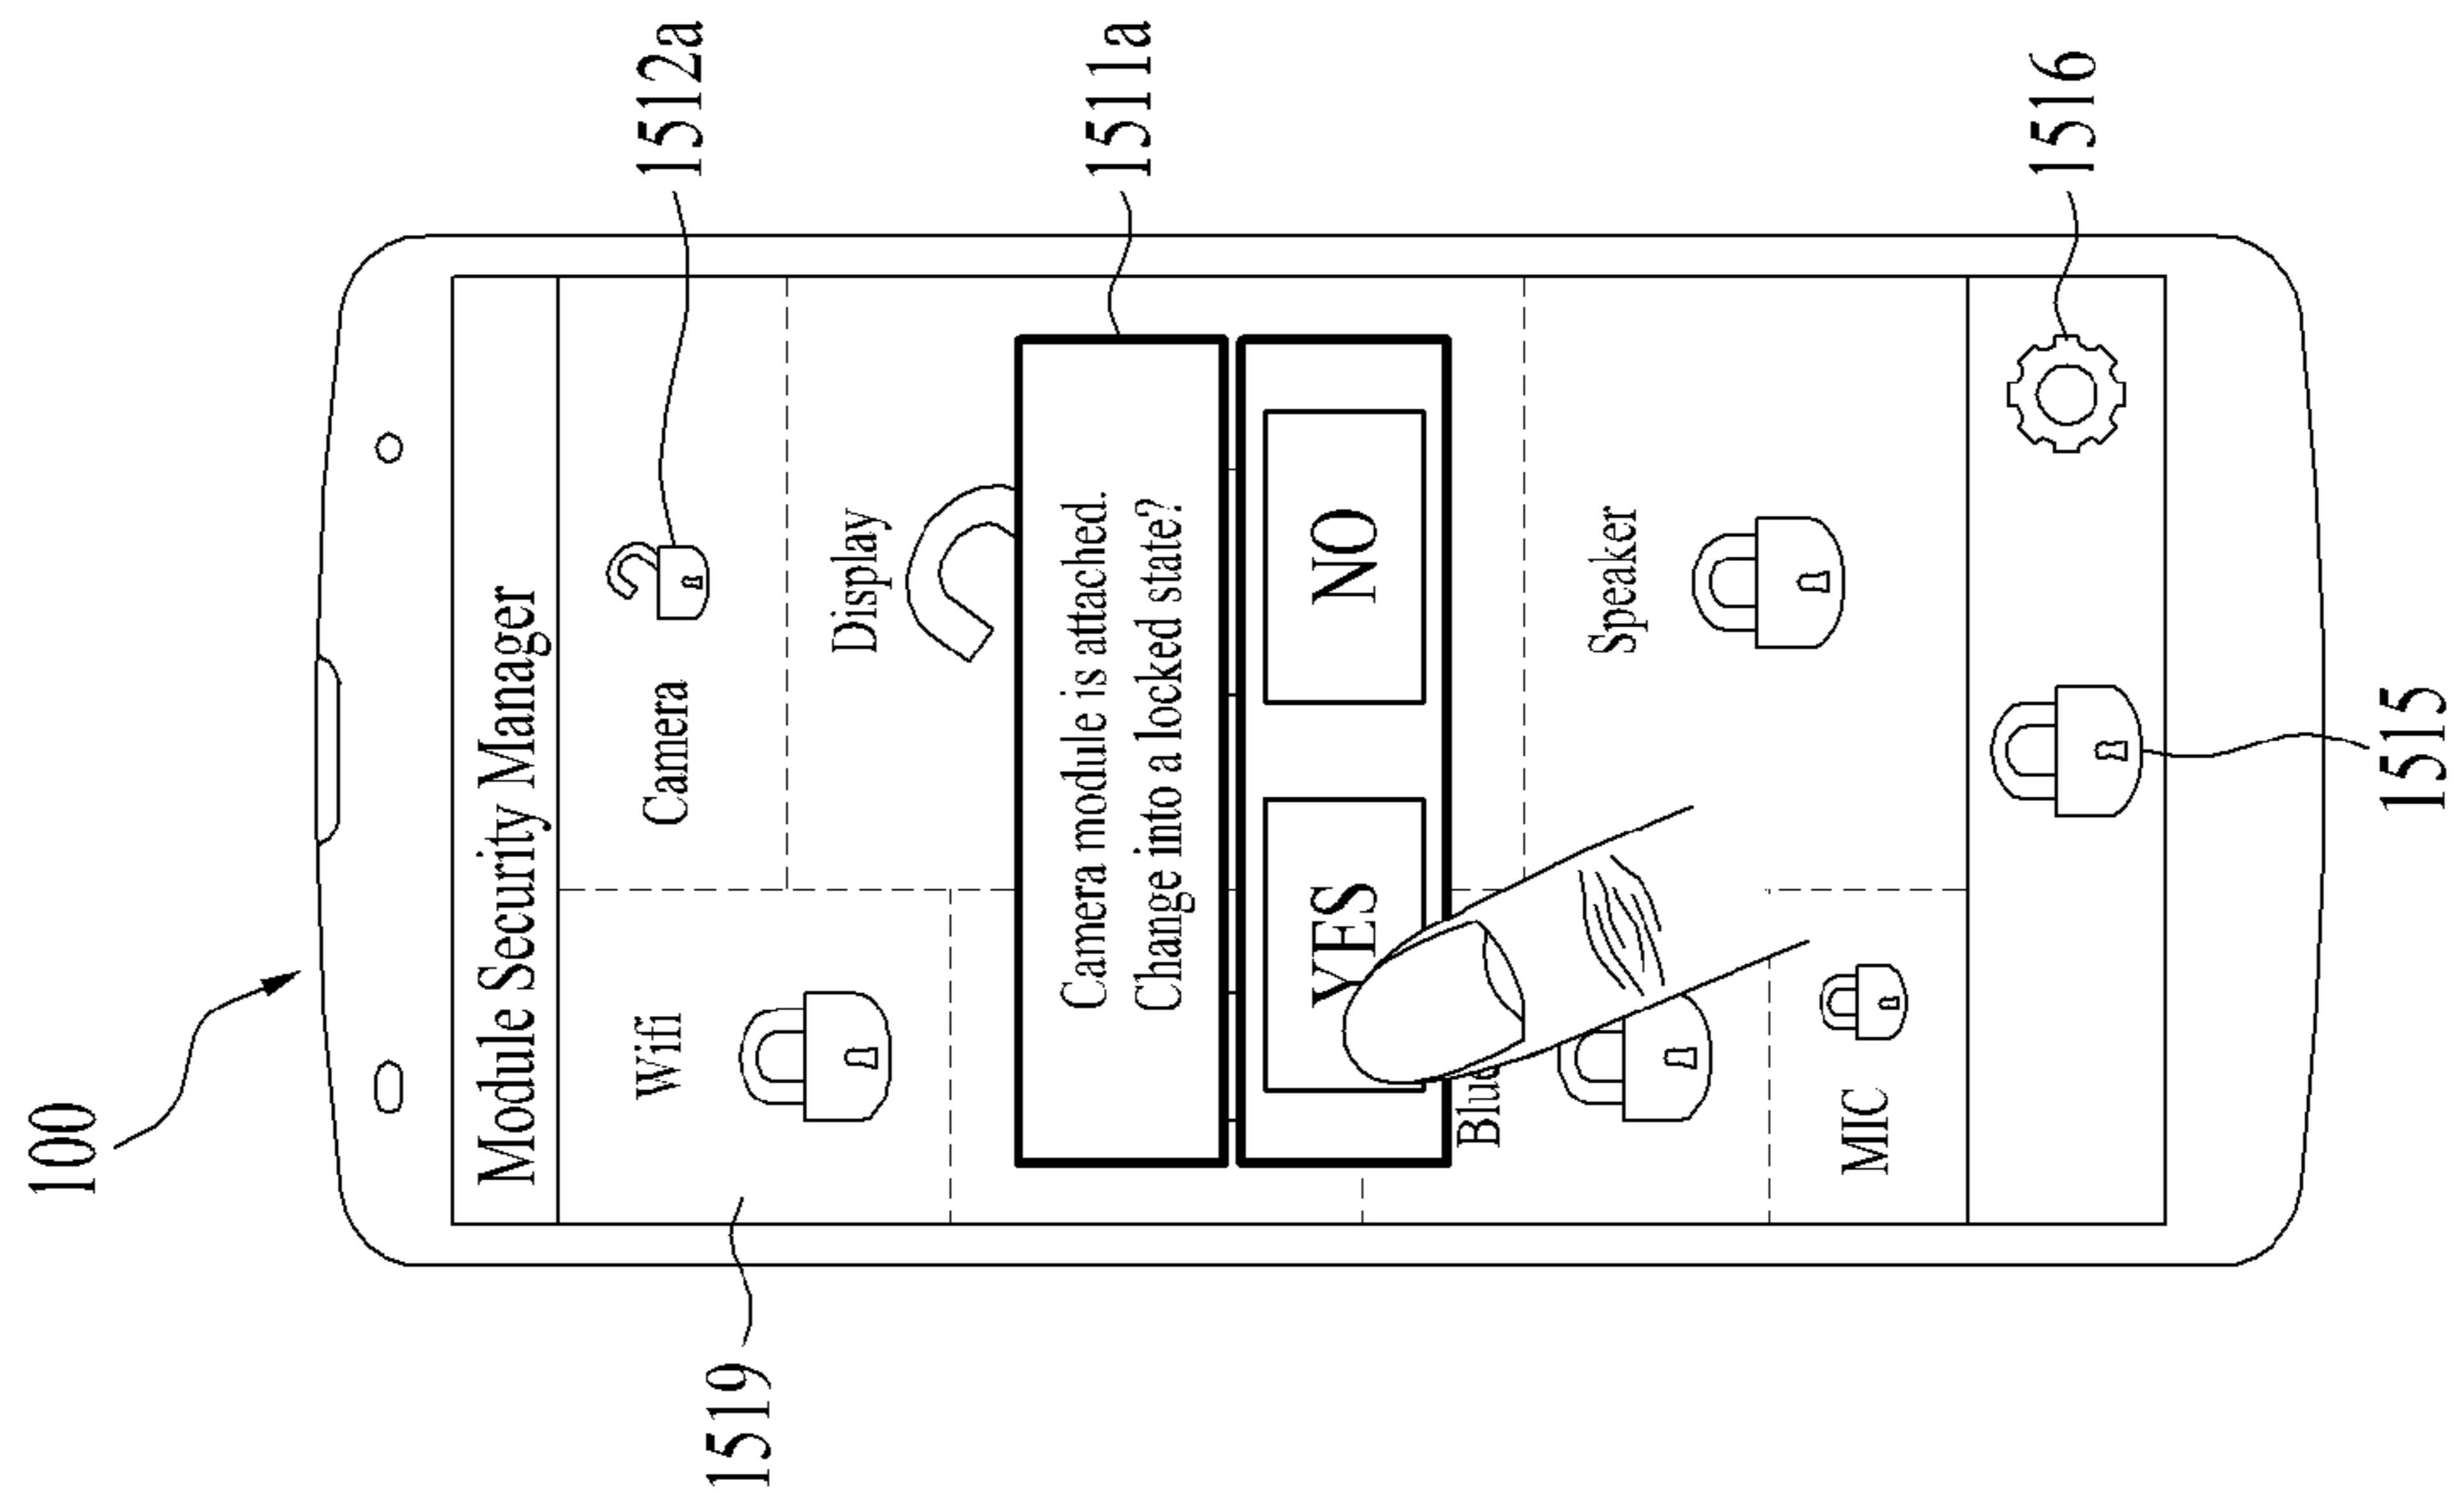 100
Module Security Manager
1512a
Wifi
Camera
1519
Display
Camera module is attached.
Change into a locked state?
1511a
YES
NO
Blue
Speaker
MIC
1516
1515